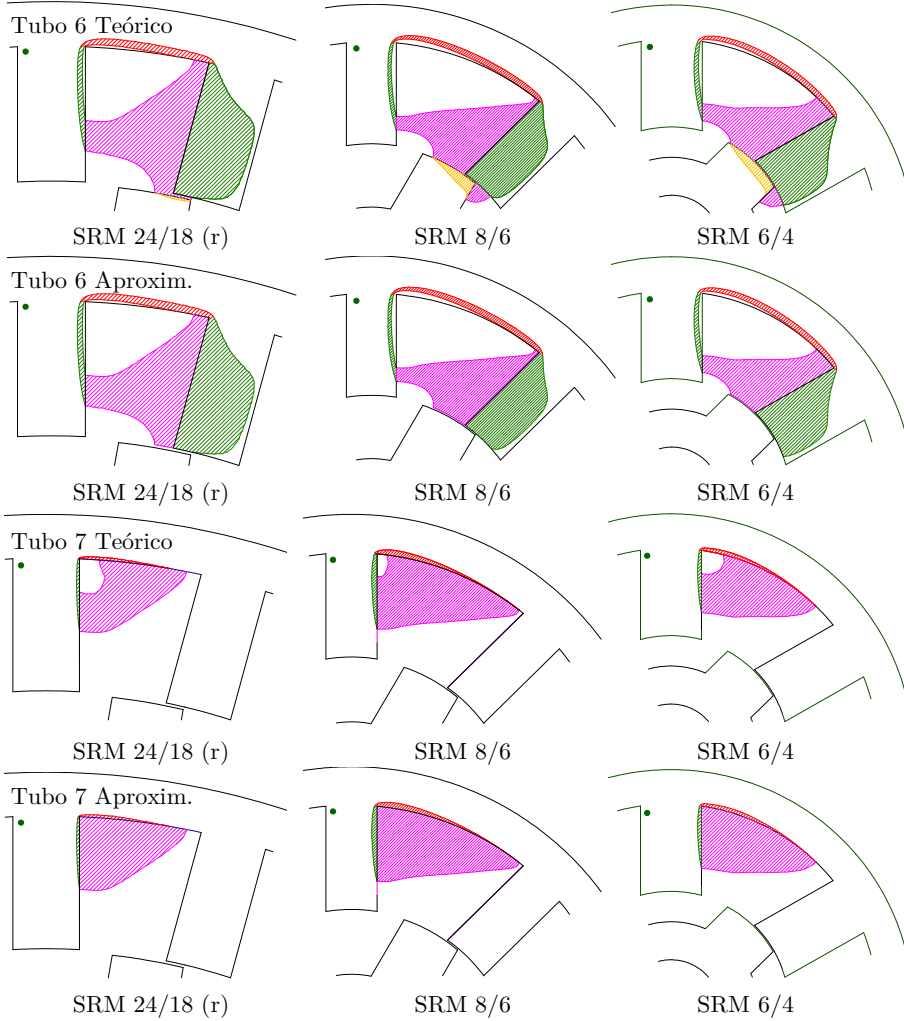 Tubo 6 Teórico
SRM 24/18 (r) SRM 8/6 SRM 6/4
Tubo 6 Aproxim.
SRM 24/18 (r) SRM 8/6 SRM 6/4
Tubo 7 Teórico
SRM 24/18 (r) SRM 8/6 SRM 6/4
Tubo 7 Aproxim.
SRM 24/18 (r) SRM 8/6 SRM 6/4